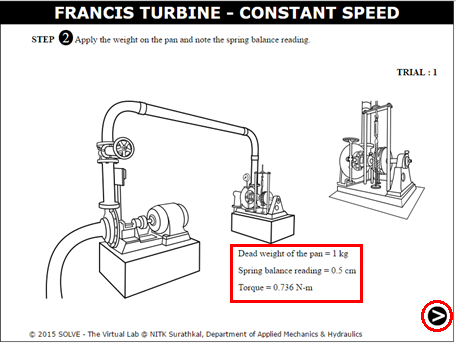 FRANCIS TURBINE - CONSTANT SPEED
STEP 2 Apply the weight on the pan and note the spring balance reading.
TRIAL : 1
Dead weight of the pan = 1 kg
Spring balance reading = 0.5 cm
Torque = 0.736 N-m
>
© 2015 SOLVE - The Virtual Lab @ NITK Surathkal, Department of Applied Mechanics & Hydraulics